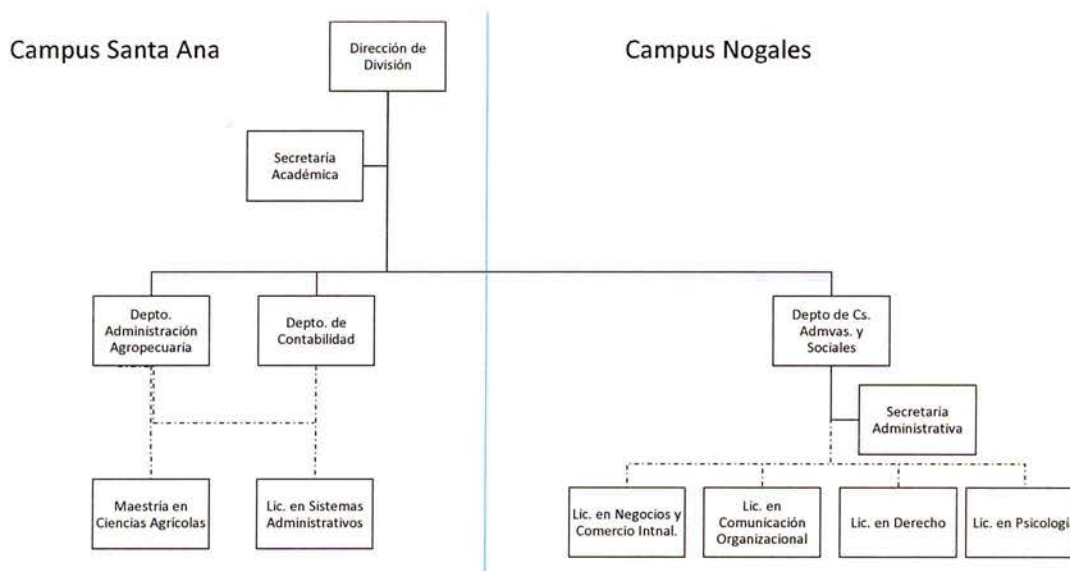 Campus Santa Ana
Campus Nogales
Dirección de
División
Secretaría
Académica
Depto.
Administración
Agropecuaria
Depto. de
Contabilidad
Depto de Cs.
Admvas. y
Sociales
Secretaría
Administrativa
Maestría en
Ciencias Agrícolas
Lic. en Sistemas
Administrativos
Lic. en Negocios y
Comercio Intnal.
Lic. en
Comunicación
Organizacional
Lic. en Derecho
Lic. en Psicología